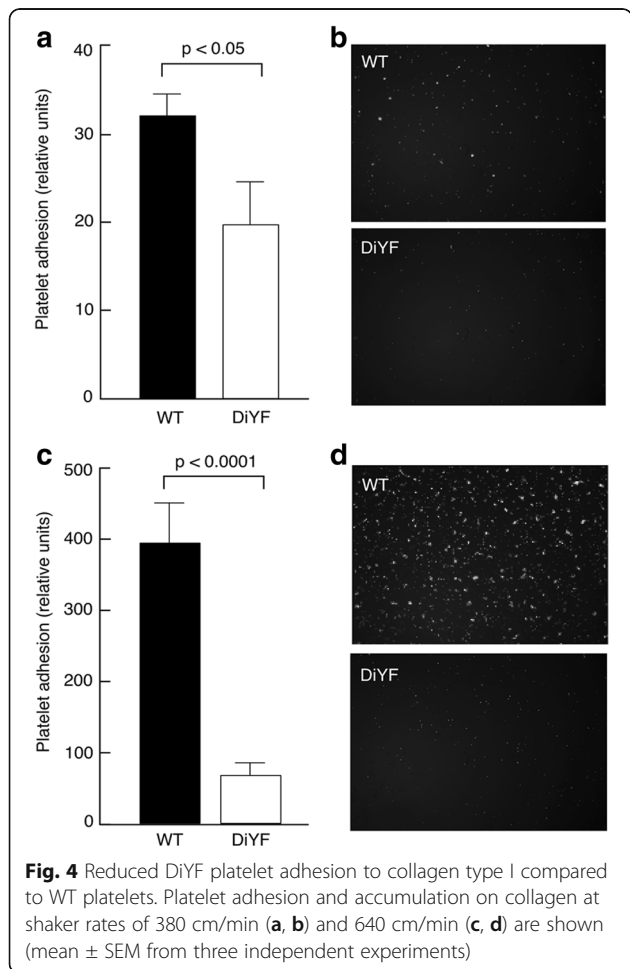 a
p < 0.05
Platelet adhesion (relative units)
40
30
20
10
0
WT
DiYF
b
WT
DiYF
c
p < 0.0001
Platelet adhesion (relative units)
500
400
300
200
100
0
WT
DiYF
d
WT
DiYF
Fig. 4 Reduced DiYF platelet adhesion to collagen type I compared
to WT platelets. Platelet adhesion and accumulation on collagen at
shaker rates of 380 cm/min (a, b) and 640 cm/min (c, d) are shown
(mean ± SEM from three independent experiments)